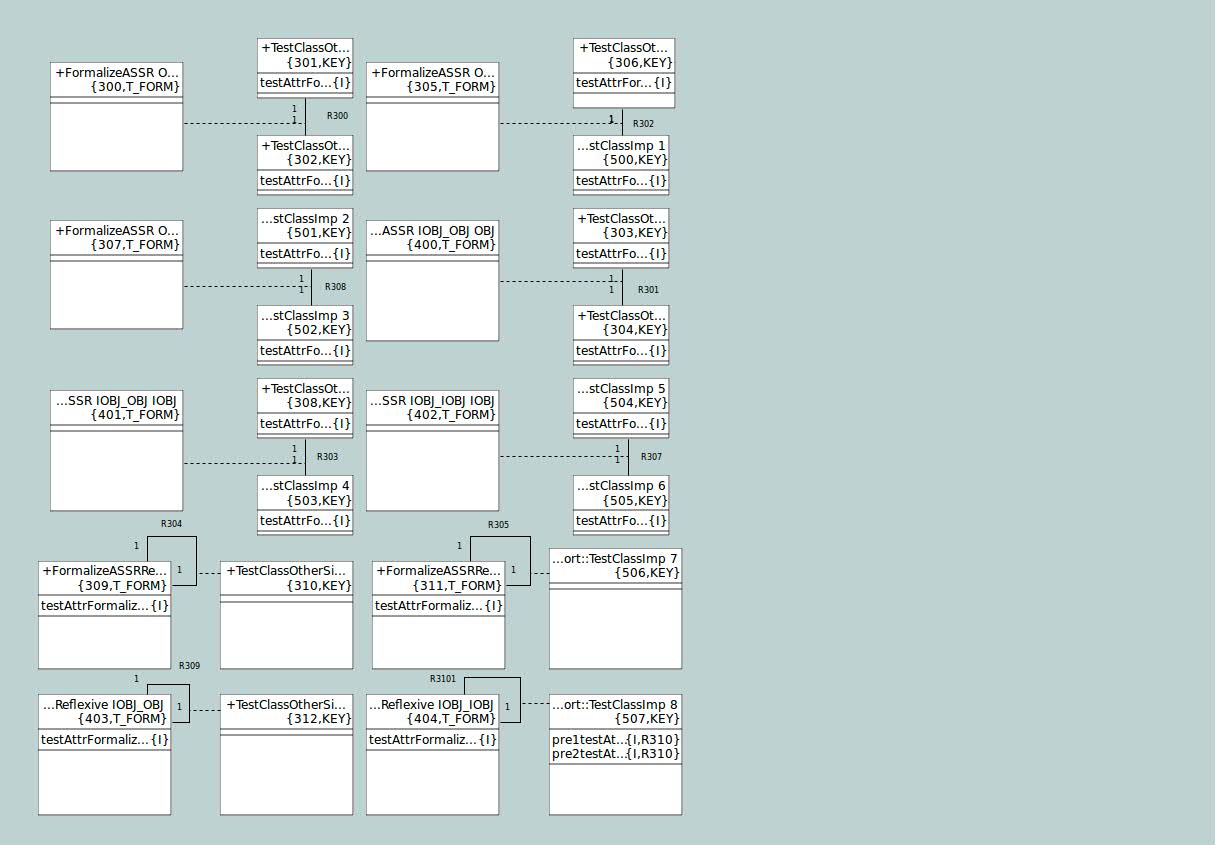 +FormalizeASSR O...
{300,T_FORM}
+TestClassOt...
{301,KEY}
testAttrFo...{I}
1
1
R300
+TestClassOt...
{302,KEY}
testAttrFo...{I}
+FormalizeASSR O...
{305,T_FORM}
+TestClassOt...
{306,KEY}
testAttrFor...{I}
1
R302
...stClassImp 1
{500,KEY}
testAttrFo...{I}
+FormalizeASSR O...
{307,T_FORM}
...stClassImp 2
{501,KEY}
testAttrFo...{I}
1
1
R308
...stClassImp 3
{502,KEY}
testAttrFo...{I}
...ASSR IOBJ_OBJ OBJ
{400,T_FORM}
+TestClassOt...
{303,KEY}
testAttrFo...{I}
1
1
R301
+TestClassOt...
{304,KEY}
testAttrFo...{I}
...SSR IOBJ_OBJ IOBJ
{401,T_FORM}
+TestClassOt...
{308,KEY}
testAttrFo...{I}
1
1
R303
...stClassImp 4
{503,KEY}
testAttrFo...{I}
...SSR IOBJ_IOBJ IOBJ
{402,T_FORM}
...stClassImp 5
{504,KEY}
testAttrFo...{I}
1
1
R307
...stClassImp 6
{505,KEY}
testAttrFo...{I}
R304
1
1
+FormalizeASSRRe...
{309,T_FORM}
testAttrFormaliz...{I}
+TestClassOtherSi...
{310,KEY}
R305
1
1
+FormalizeASSRRe...
{311,T_FORM}
testAttrFormaliz...{I}
...ort::TestClassImp 7
{506,KEY}
R309
1
1
...Reflexive IOBJ_OBJ
{403,T_FORM}
testAttrFormaliz...{I}
+TestClassOtherSi...
{312,KEY}
R3101
1
...Reflexive IOBJ_IOBJ
{404,T_FORM}
testAttrFormaliz...{I}
...ort::TestClassImp 8
{507,KEY}
pre1testAt...{I,R310}
pre2testAt...{I,R310}